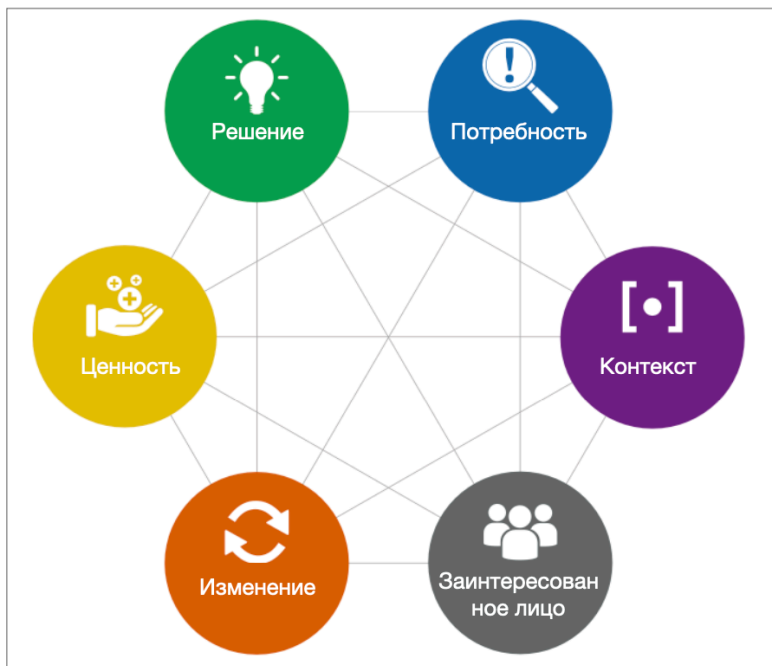 Решение
Потребность
Ценность
Контекст
Изменение
Заинтересован
ное лицо